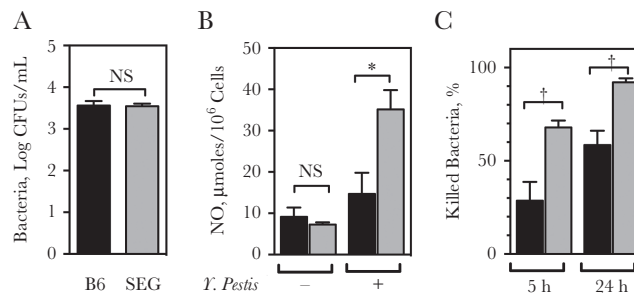 A
Bacteria, Log CFUs/mL
5
4
3
2
1
0
NS
B6 SEG
B
NO, µmoles/10⁶ Cells
50
40
30
20
10
0
NS
*
Y. Pestis – +
C
Killed Bacteria, %
100
50
0
†
†
5 h 24 h